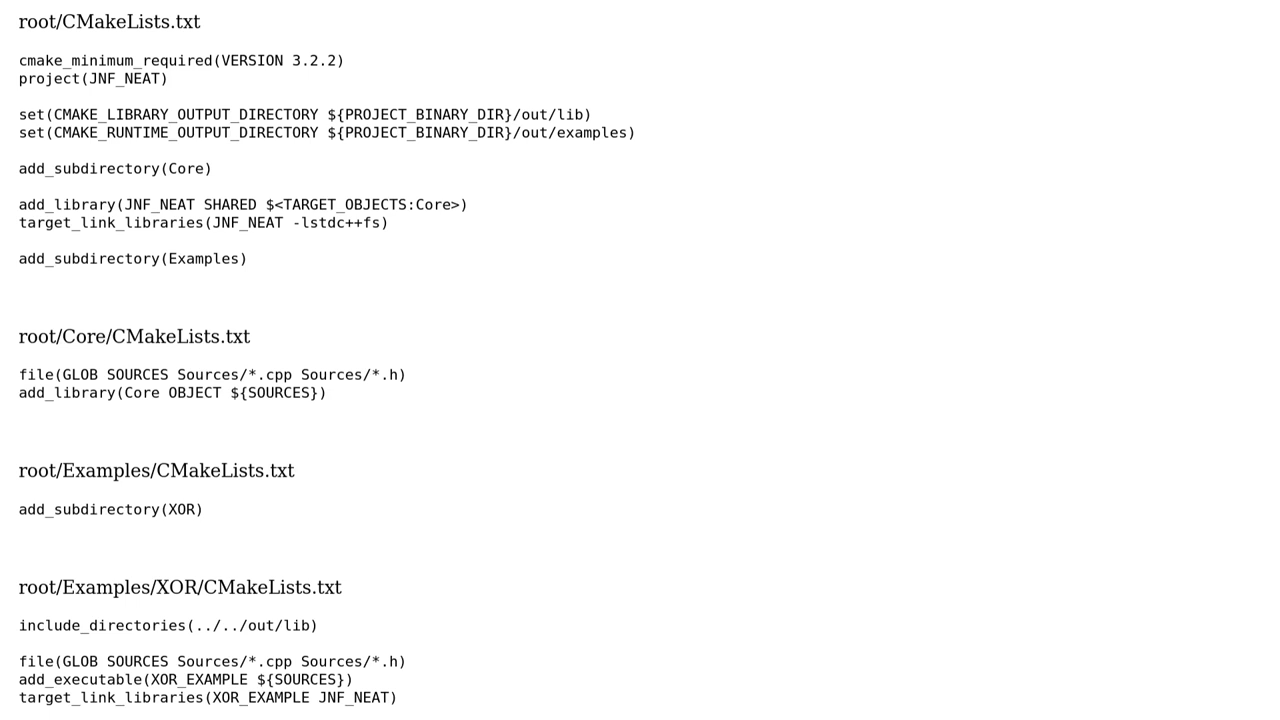 root/CMakeLists.txt
cmake_minimum_required(VERSION 3.2.2)
project(JNF_NEAT)
set(CMAKE_LIBRARY_OUTPUT_DIRECTORY ${PROJECT_BINARY_DIR}/out/lib)
set(CMAKE_RUNTIME_OUTPUT_DIRECTORY ${PROJECT_BINARY_DIR}/out/examples)
add_subdirectory(Core)
add_library(JNF_NEAT SHARED $<TARGET_OBJECTS:Core>)
target_link_libraries(JNF_NEAT -lstdc++fs)
add_subdirectory(Examples)
root/Core/CMakeLists.txt
file(GLOB SOURCES Sources/*.cpp Sources/*.h)
add_library(Core OBJECT ${SOURCES})
root/Examples/CMakeLists.txt
add_subdirectory(XOR)
root/Examples/XOR/CMakeLists.txt
include_directories(../../out/lib)
file(GLOB SOURCES Sources/*.cpp Sources/*.h)
add_executable(XOR_EXAMPLE ${SOURCES})
target_link_libraries(XOR_EXAMPLE JNF_NEAT)